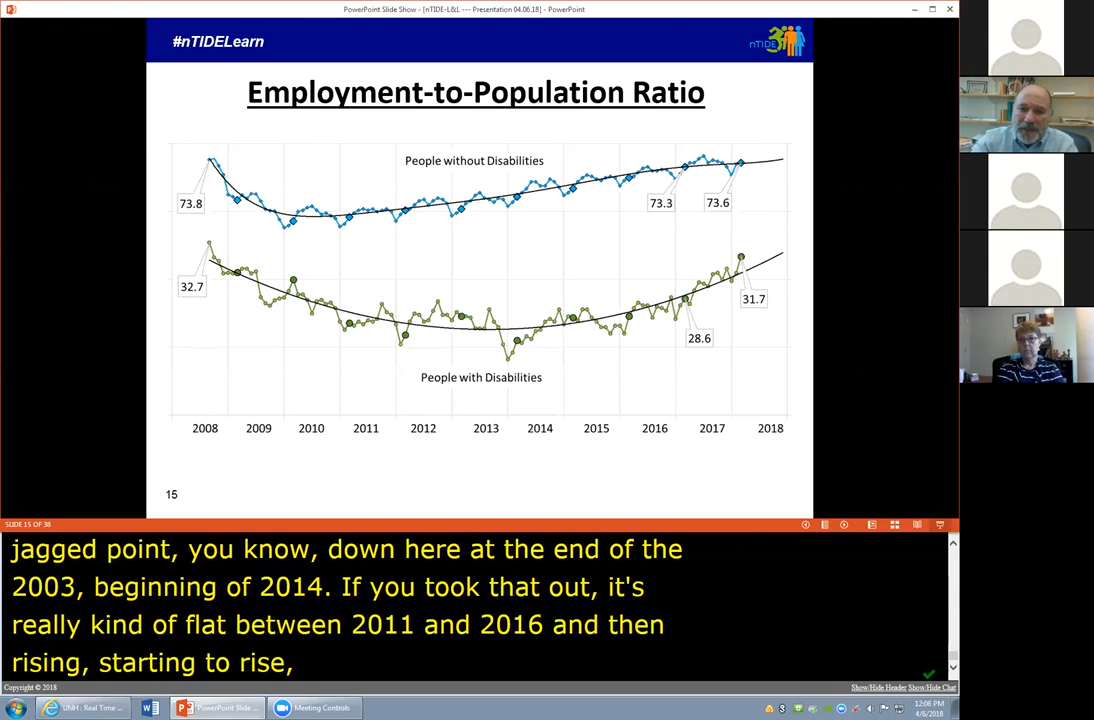 PowerPoint Slide Show - [nTIDE-L&L --- Presentation 04.06.18] - PowerPoint
#nTIDELearn
nTIDE
Employment-to-Population Ratio
People without Disabilities
73.8
73.3
73.6
32.7
31.7
28.6
People with Disabilities
2008 2009 2010 2011 2012 2013 2014 2015 2016 2017 2018
15
SLIDE 15 OF 38
jagged point, you know, down here at the end of the
2003, beginning of 2014. If you took that out, it's
really kind of flat between 2011 and 2016 and then
rising, starting to rise,
Copyright © 2018
Show/Hide Header Show/Hide Chat
UNH : Real Time ...
PowerPoint Slide ...
Meeting Controls
12:08 PM
4/6/2018